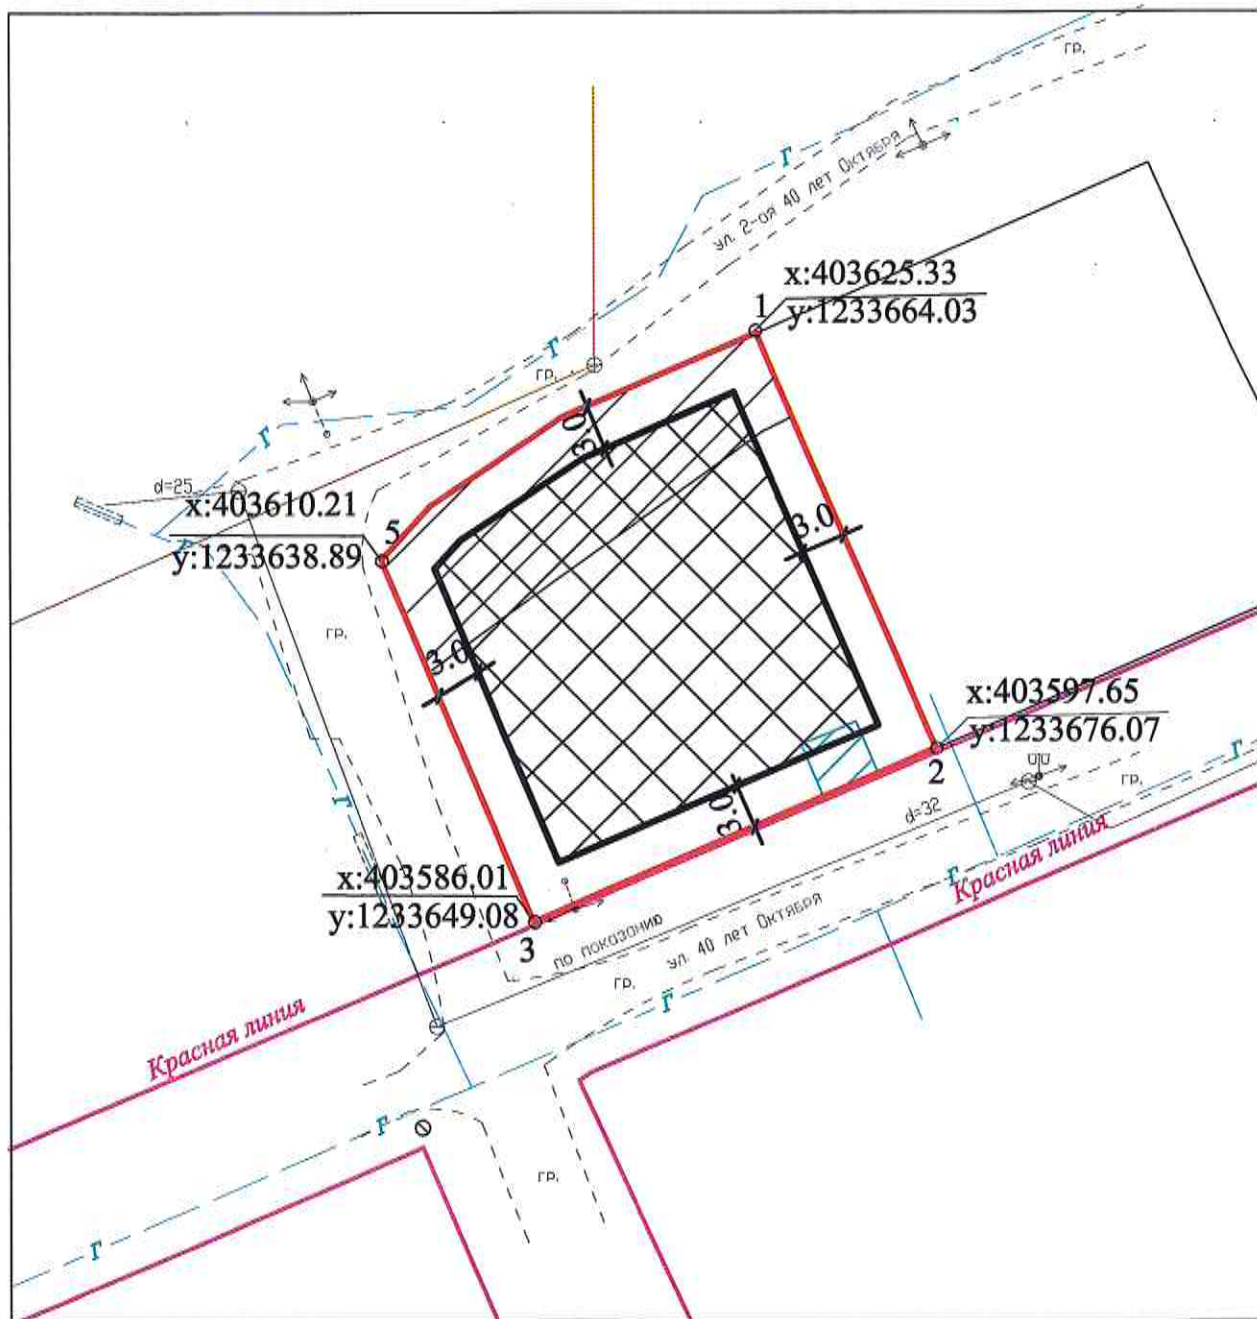 гр.
Г
ул. 2-ая 40 лет Октября
x:403625.33
1
y:1233664.03
Г
гр.
Г
3.0
d=25
x:403610.21
5
3.0
y:1233638.89
Г
гр.
3.0
x:403597.65
y:1233676.07
2
гр.
Г
Г
3.0
d=32
Красная линия
Г
x:403586.01
y:1233649.08
3
по показанию
ул. 40 лет Октября
гр.
Г
Красная линия
Г
гр.
Г